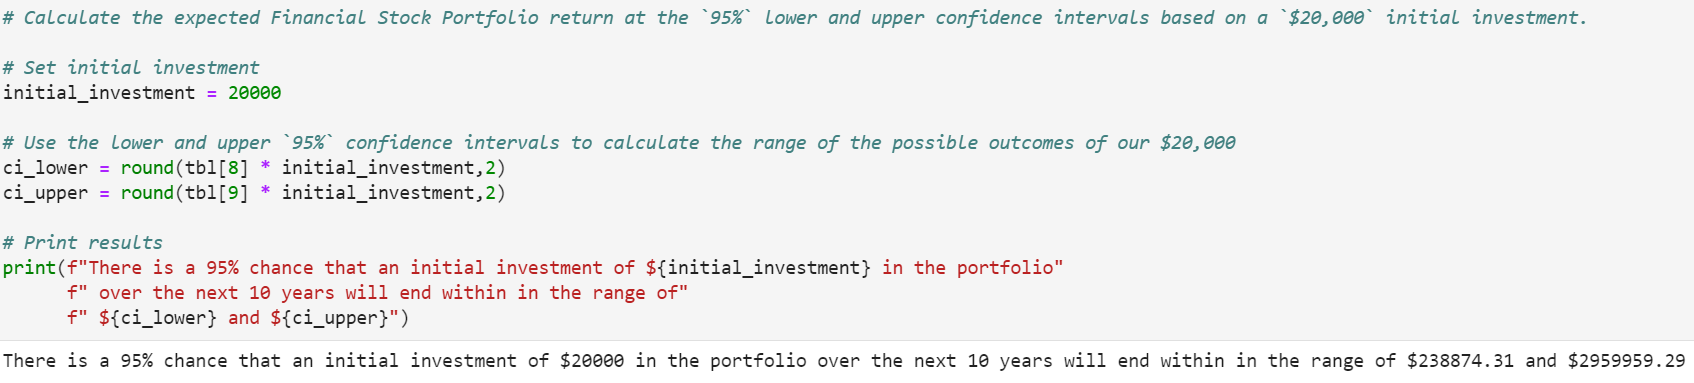 # Calculate the expected Financial Stock Portfolio return at the `95%` lower and upper confidence intervals based on a `$20,000` initial investment.
# Set initial investment
initial_investment = 20000
# Use the lower and upper `95%` confidence intervals to calculate the range of the possible outcomes of our $20,000
ci_lower = round(tbl[8] * initial_investment,2)
ci_upper = round(tbl[9] * initial_investment,2)
# Print results
print(f"There is a 95% chance that an initial investment of ${initial_investment} in the portfolio"
f" over the next 10 years will end within in the range of"
f" ${ci_lower} and ${ci_upper}")
There is a 95% chance that an initial investment of $20000 in the portfolio over the next 10 years will end within in the range of $238874.31 and $2959959.29